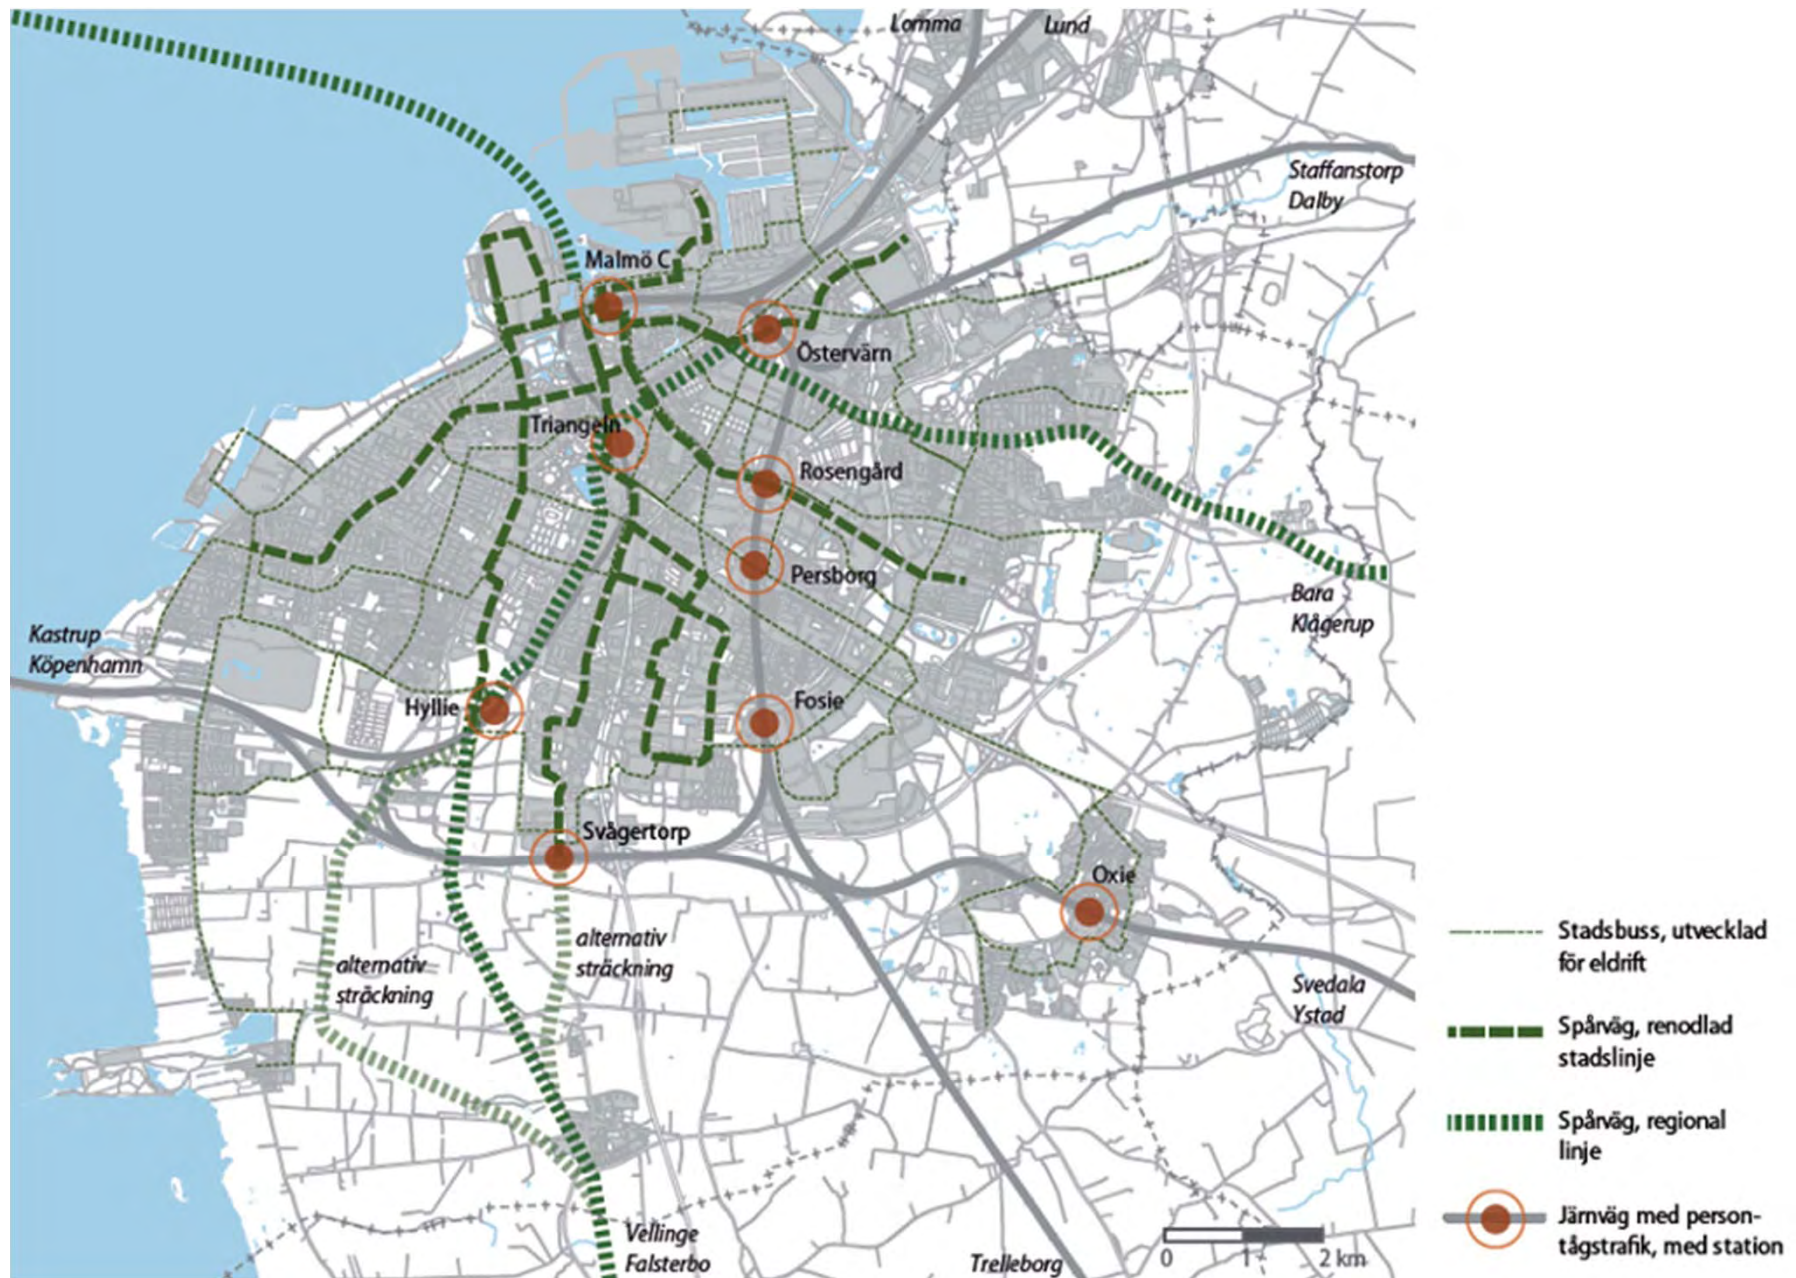 Lomma
Lund
Staffanstorp
Dalby
Malmö C
Östervärn
Triangeln
Rosengård
Persborg
Bara
Klågerup
Kastrup
Köpenhamn
Hyllie
Fosie
Svågertorp
Oxie
alternativ
sträckning
alternativ
sträckning
Svedala
Ystad
Vellinge
Falsterbo
Trelleborg
0 1 2 km
Stadsbuss, utvecklad
för eldrift
Spårväg, renodlad
stadslinje
Spårväg, regional
linje
Järnväg med person-
tågstrafik, med station